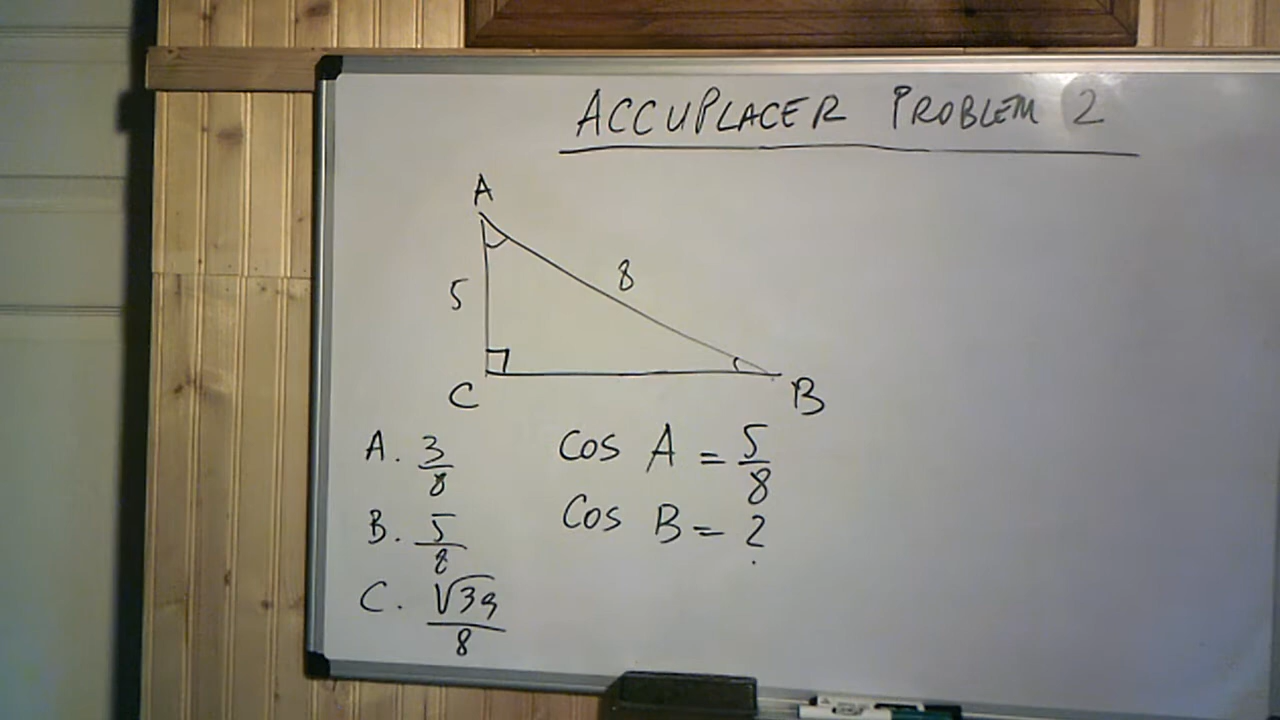 ACCUPLACER PROBLEM 2
A
8
5
C
B
A. 3/8
Cos A = 5/8
B. 5/8
Cos B = ?
C. √39/8